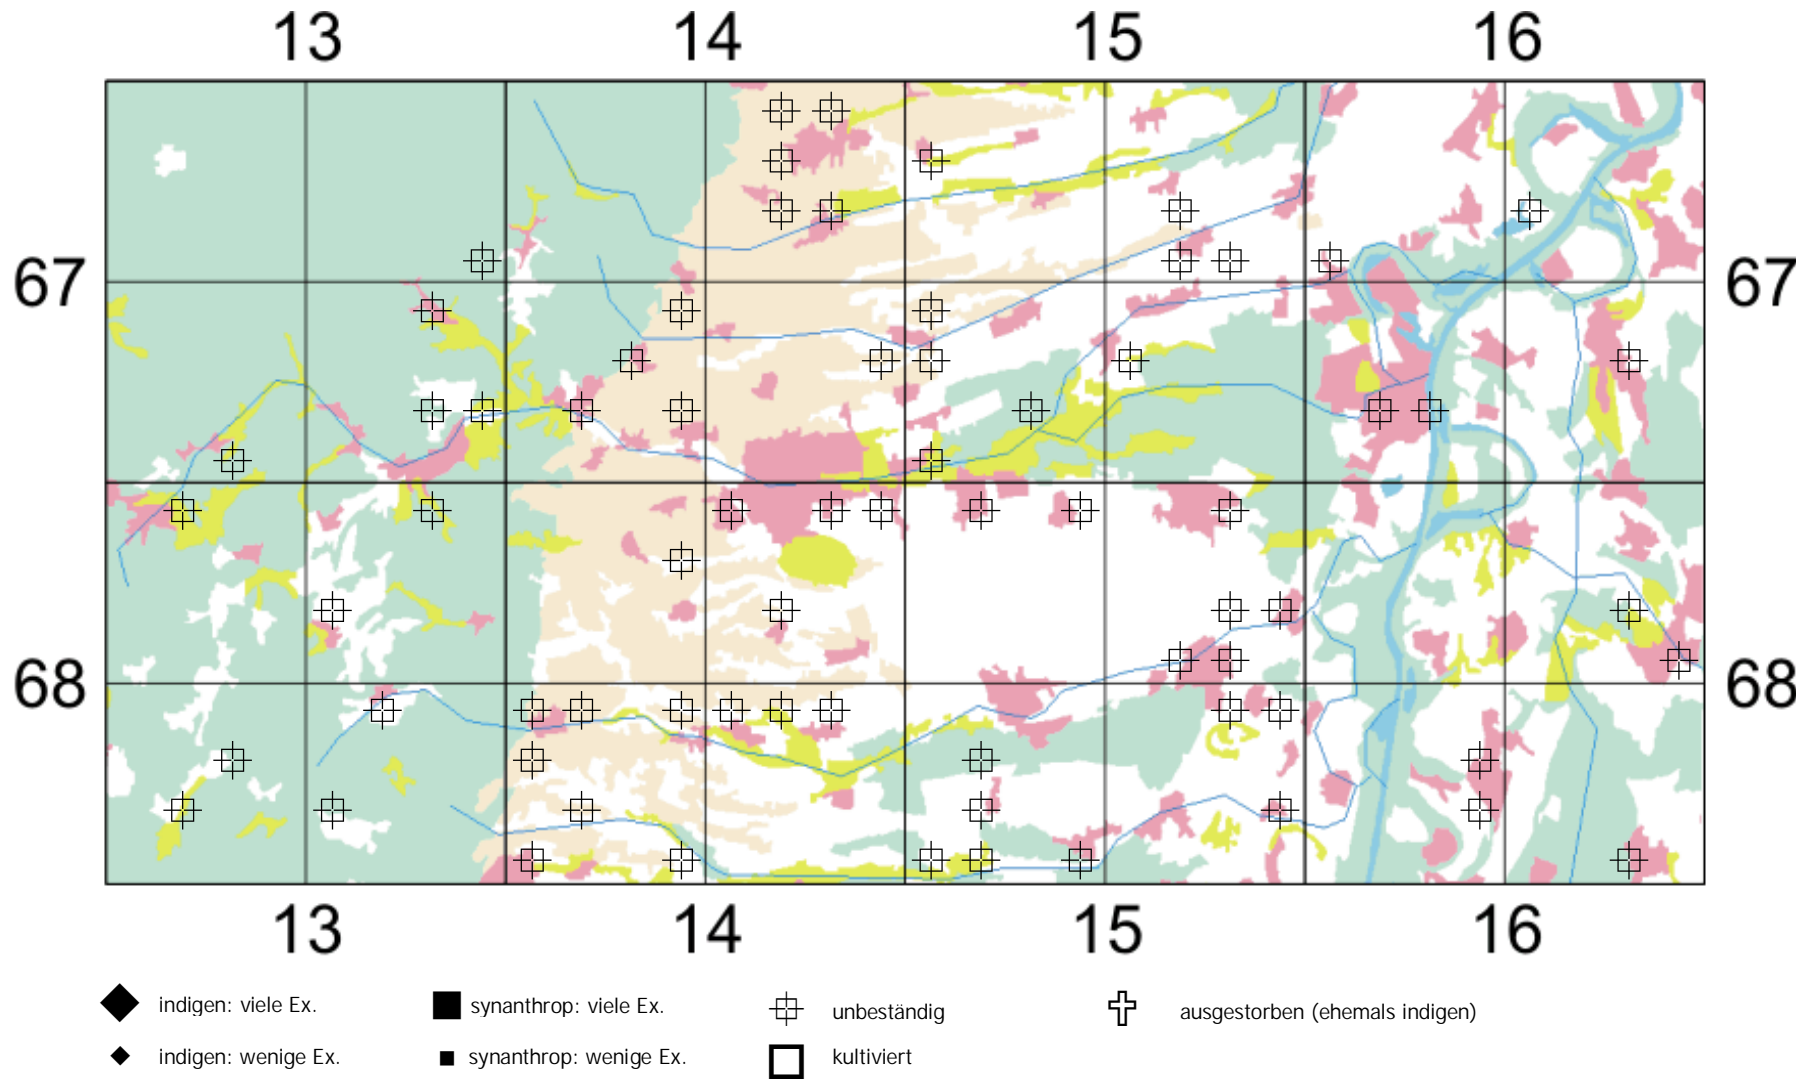 13 14 15 16
67 67
68 68
13 14 15 16
indigen: viele Ex. synanthrop: viele Ex. unbeständig ausgestorben (ehemals indigen)
indigen: wenige Ex. synanthrop: wenige Ex. kultiviert